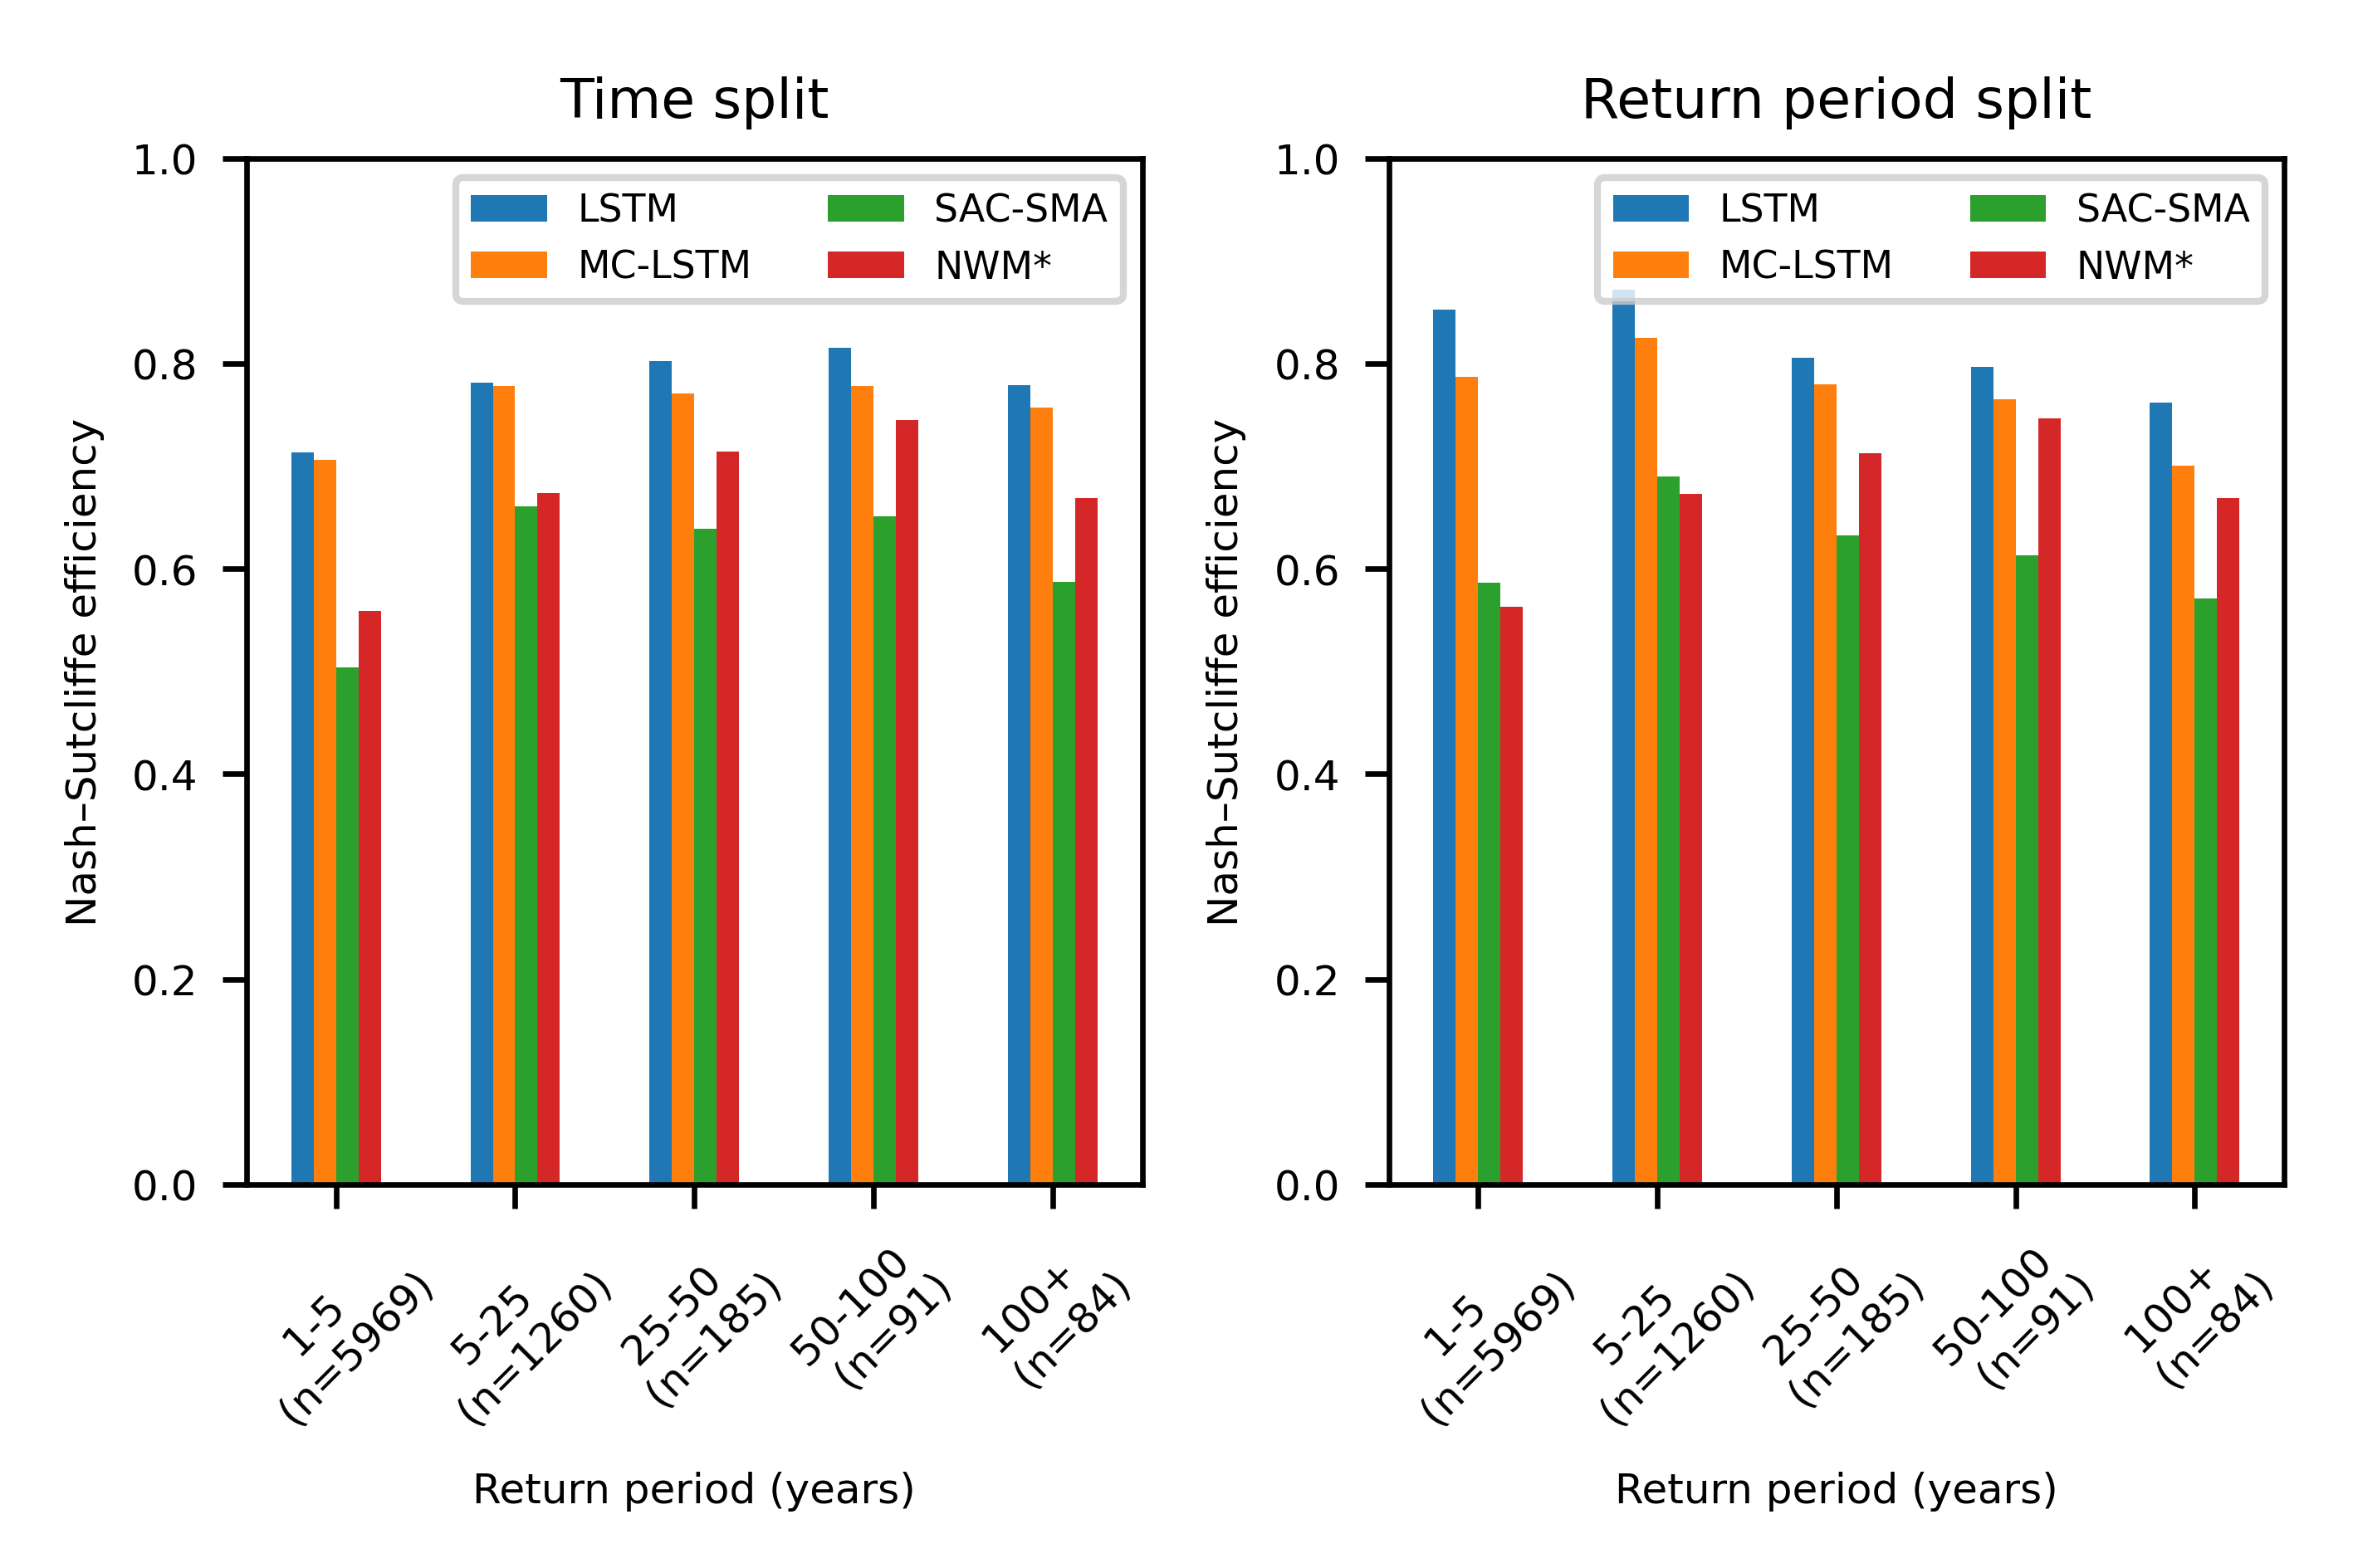 Time split
Nash–Sutcliffe efficiency
1.0
0.8
0.6
0.4
0.2
0.0
LSTM
MC-LSTM
SAC-SMA
NWM*
1-5
(n=5969)
5-25
(n=1260)
25-50
(n=185)
50-100
(n=91)
100+
(n=84)
Return period (years)
Return period split
Nash–Sutcliffe efficiency
1.0
0.8
0.6
0.4
0.2
0.0
LSTM
MC-LSTM
SAC-SMA
NWM*
1-5
(n=5969)
5-25
(n=1260)
25-50
(n=185)
50-100
(n=91)
100+
(n=84)
Return period (years)